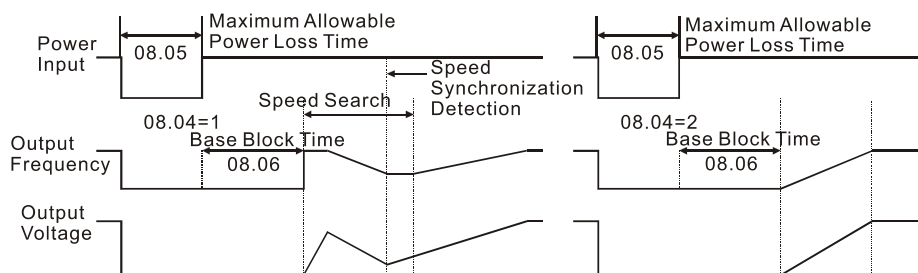 Maximum Allowable
Power Loss Time
Power
Input
08.05
Speed
Synchronization
Detection
Speed Search
08.04=1
Base Block Time
08.06
Output
Frequency
Output
Voltage
Maximum Allowable
Power Loss Time
08.05
08.04=2
Base Block Time
08.06